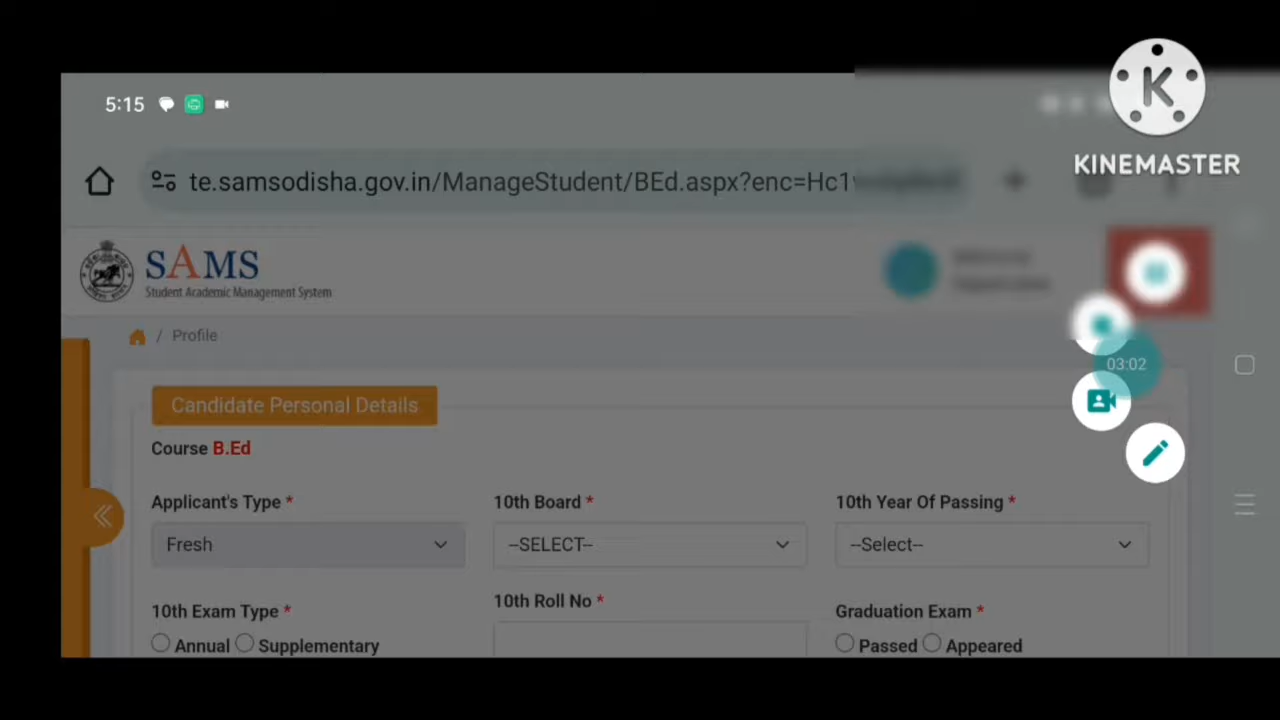 KINEMASTER
5:15
te.samsodisha.gov.in/ManageStudent/BEd.aspx?enc=Hc1
SAMS
Student Academic Management System
/ Profile
Candidate Personal Details
03:02
Course B.Ed
Applicant's Type * 10th Board * 10th Year Of Passing *
Fresh --SELECT-- --Select--
10th Exam Type * 10th Roll No * Graduation Exam *
Annual Supplementary Passed Appeared